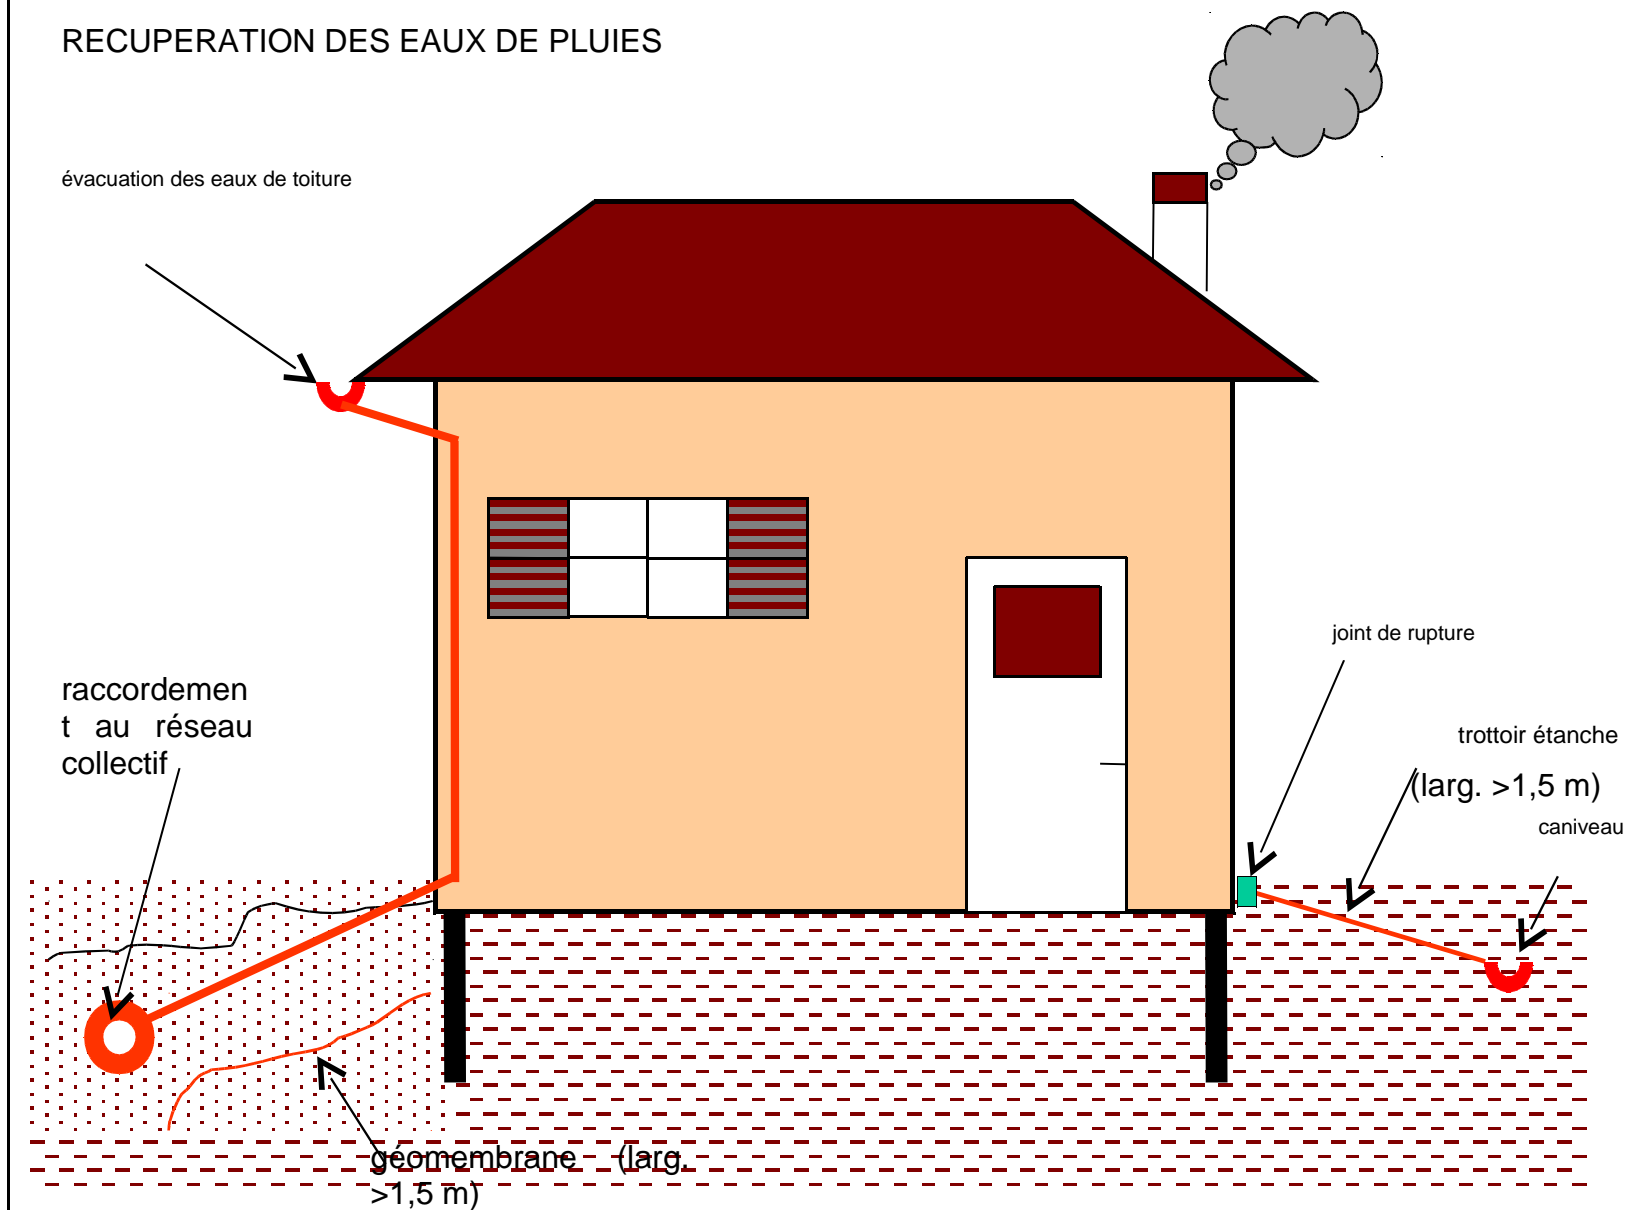 RECUPERATION DES EAUX DE PLUIES
évacuation des eaux de toiture
joint de rupture
raccordemen
t au réseau
collectif
trottoir étanche
(larg. >1,5 m)
caniveau
géomembrane (larg.
>1,5 m)